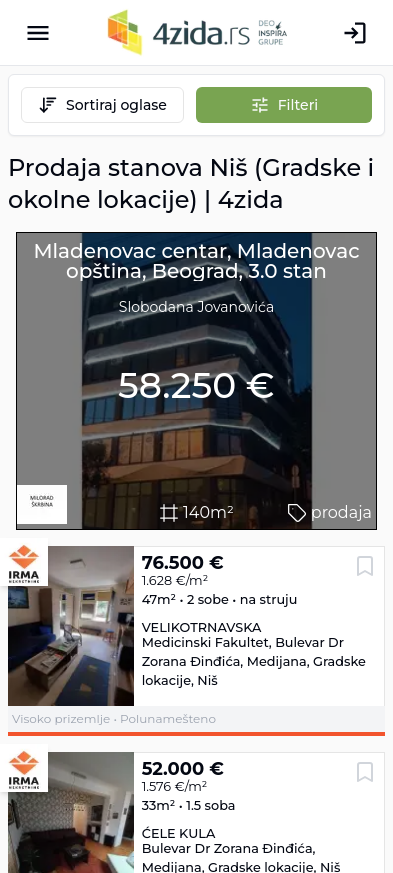 4zida.rs DEO
INSPIRA
GRUPE
Sortiraj oglase Filteri
Prodaja stanova Niš (Gradske i
okolne lokacije) | 4zida
Mladenovac centar, Mladenovac
opština, Beograd, 3.0 stan
Slobodana Jovanovića
58.250 €
MILORAD
ŠKRBINA
140m² prodaja
IRMA
NEKRETNINE
76.500 €
1.628 €/m²
47m² • 2 sobe • na struju
VELIKOTRNAVSKA
Medicinski Fakultet, Bulevar Dr
Zorana Đinđića, Medijana, Gradske
lokacije, Niš
Visoko prizemlje • Polunamešteno
IRMA
NEKRETNINE
52.000 €
1.576 €/m²
33m² • 1.5 soba
ĆELE KULA
Bulevar Dr Zorana Đinđića,
Medijana, Gradske lokacije, Niš